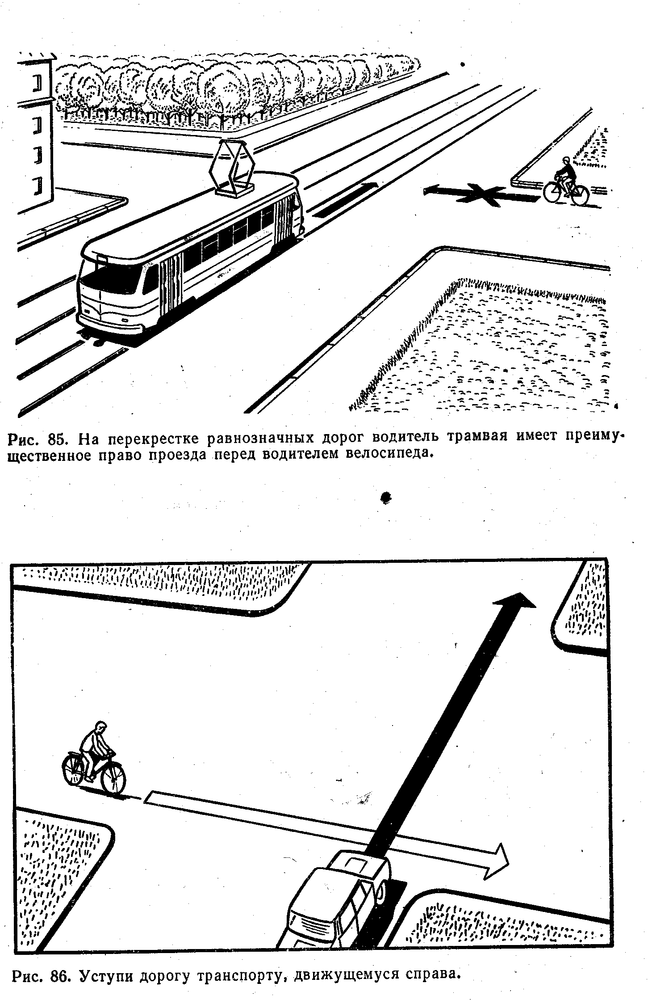 Рис. 85. На перекрестке равнозначных дорог водитель трамвая имеет преиму-
щественное право проезда перед водителем велосипеда.
Рис. 86. Уступи дорогу транспорту, движущемуся справа.